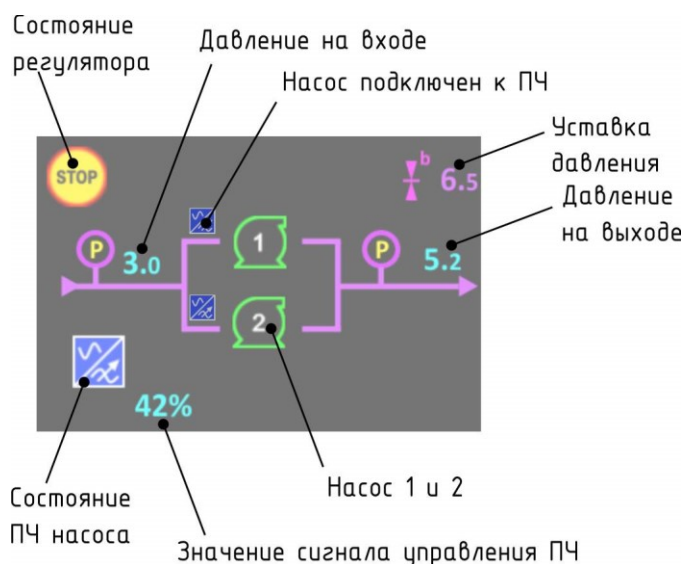 Состояние
регулятора
Давление на входе
Насос подключен к ПЧ
Уставка
давления
Давление
на выходе
STOP
b
6.5
P
3.0
1
P
5.2
2
42%
Состояние
ПЧ насоса
Насос 1 и 2
Значение сигнала управления ПЧ